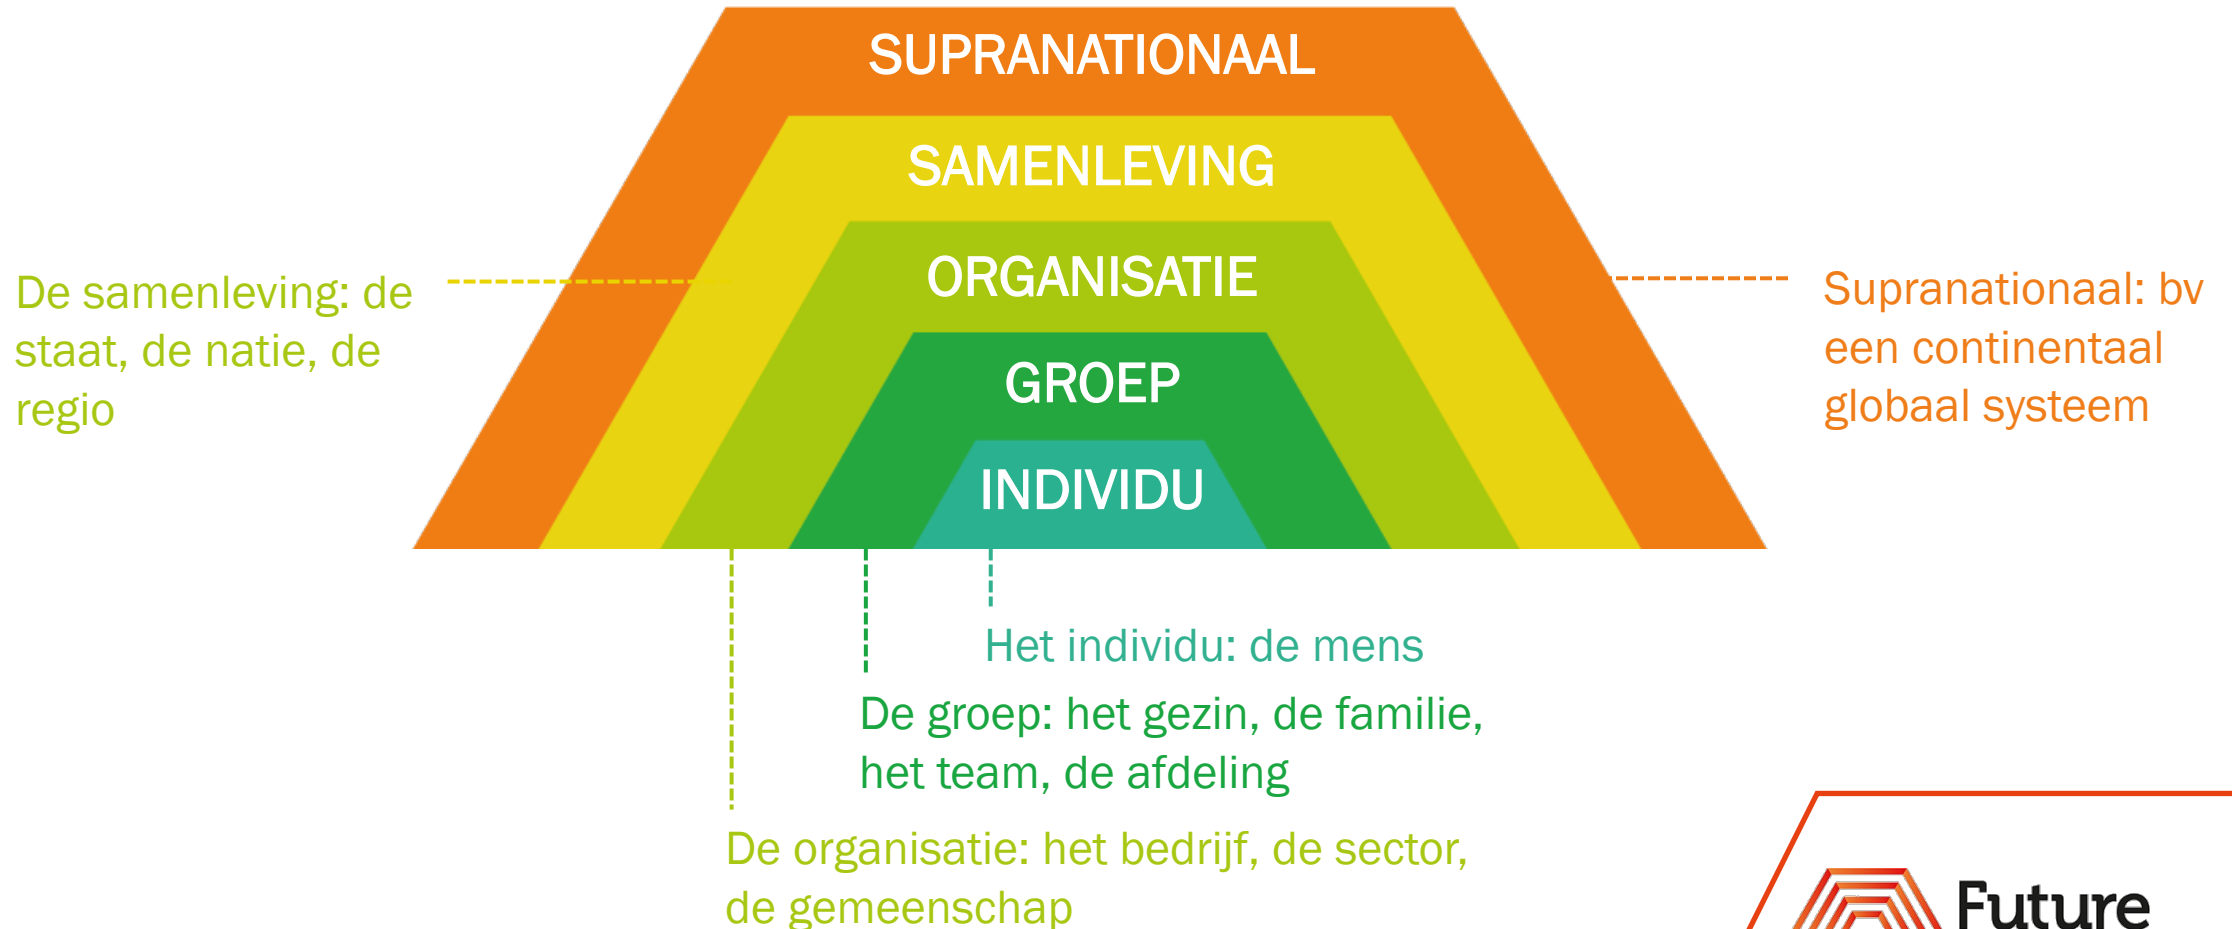 SUPRANATIONAAL
SAMENLEVING
ORGANISATIE
GROEP
INDIVIDU
De samenleving: de
staat, de natie, de
regio
Supranationaal: bv
een continentaal
globaal systeem
Het individu: de mens
De groep: het gezin, de familie,
het team, de afdeling
De organisatie: het bedrijf, de sector,
de gemeenschap
Future